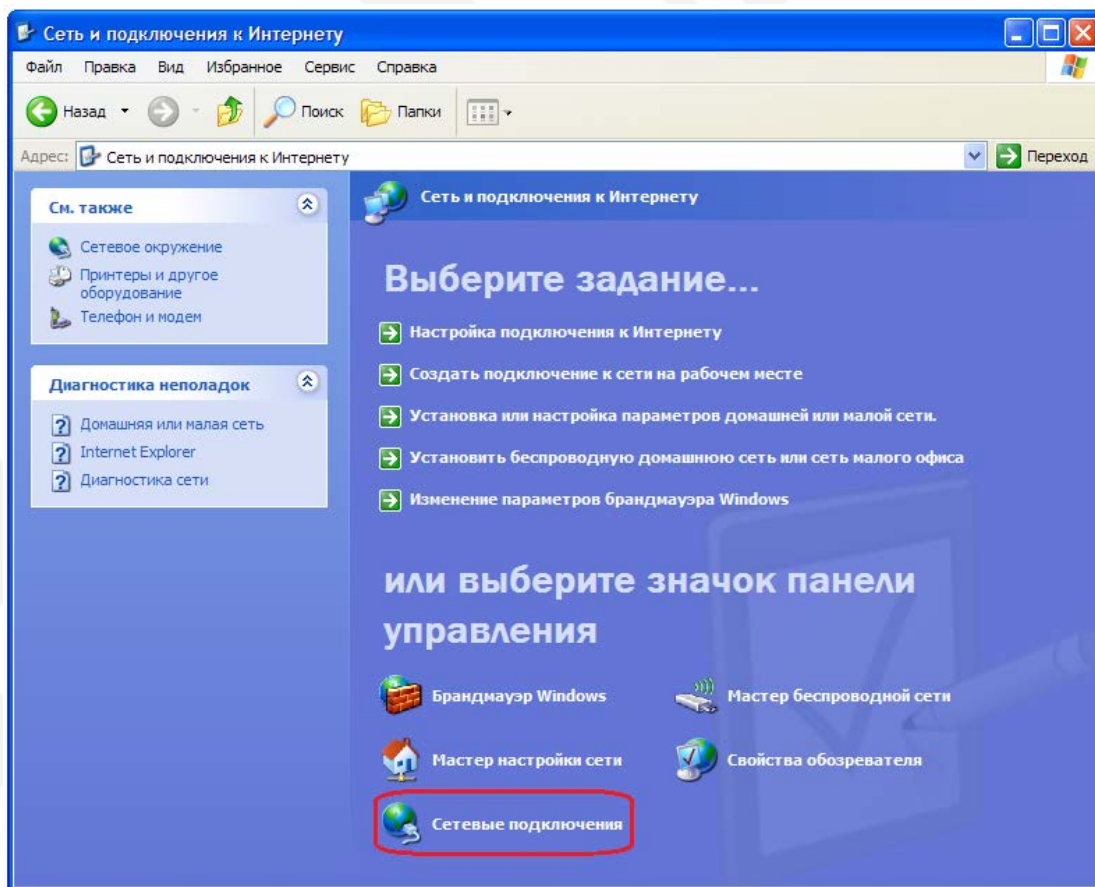 Сеть и подключения к Интернету
Файл Правка Вид Избранное Сервис Справка
Назад Поиск Папки
Адрес: Сеть и подключения к Интернету Переход
См. также
Сетевое окружение
Принтеры и другое
оборудование
Телефон и модем
Диагностика неполадок
Домашняя или малая сеть
Internet Explorer
Диагностика сети
Сеть и подключения к Интернету
Выберите задание...
Настройка подключения к Интернету
Создать подключение к сети на рабочем месте
Установка или настройка параметров домашней или малой сети.
Установить беспроводную домашнюю сеть или сеть малого офиса
Изменение параметров брандмауэра Windows
или выберите значок панели
управления
Брандмауэр Windows
Мастер беспроводной сети
Мастер настройки сети
Свойства обозревателя
Сетевые подключения